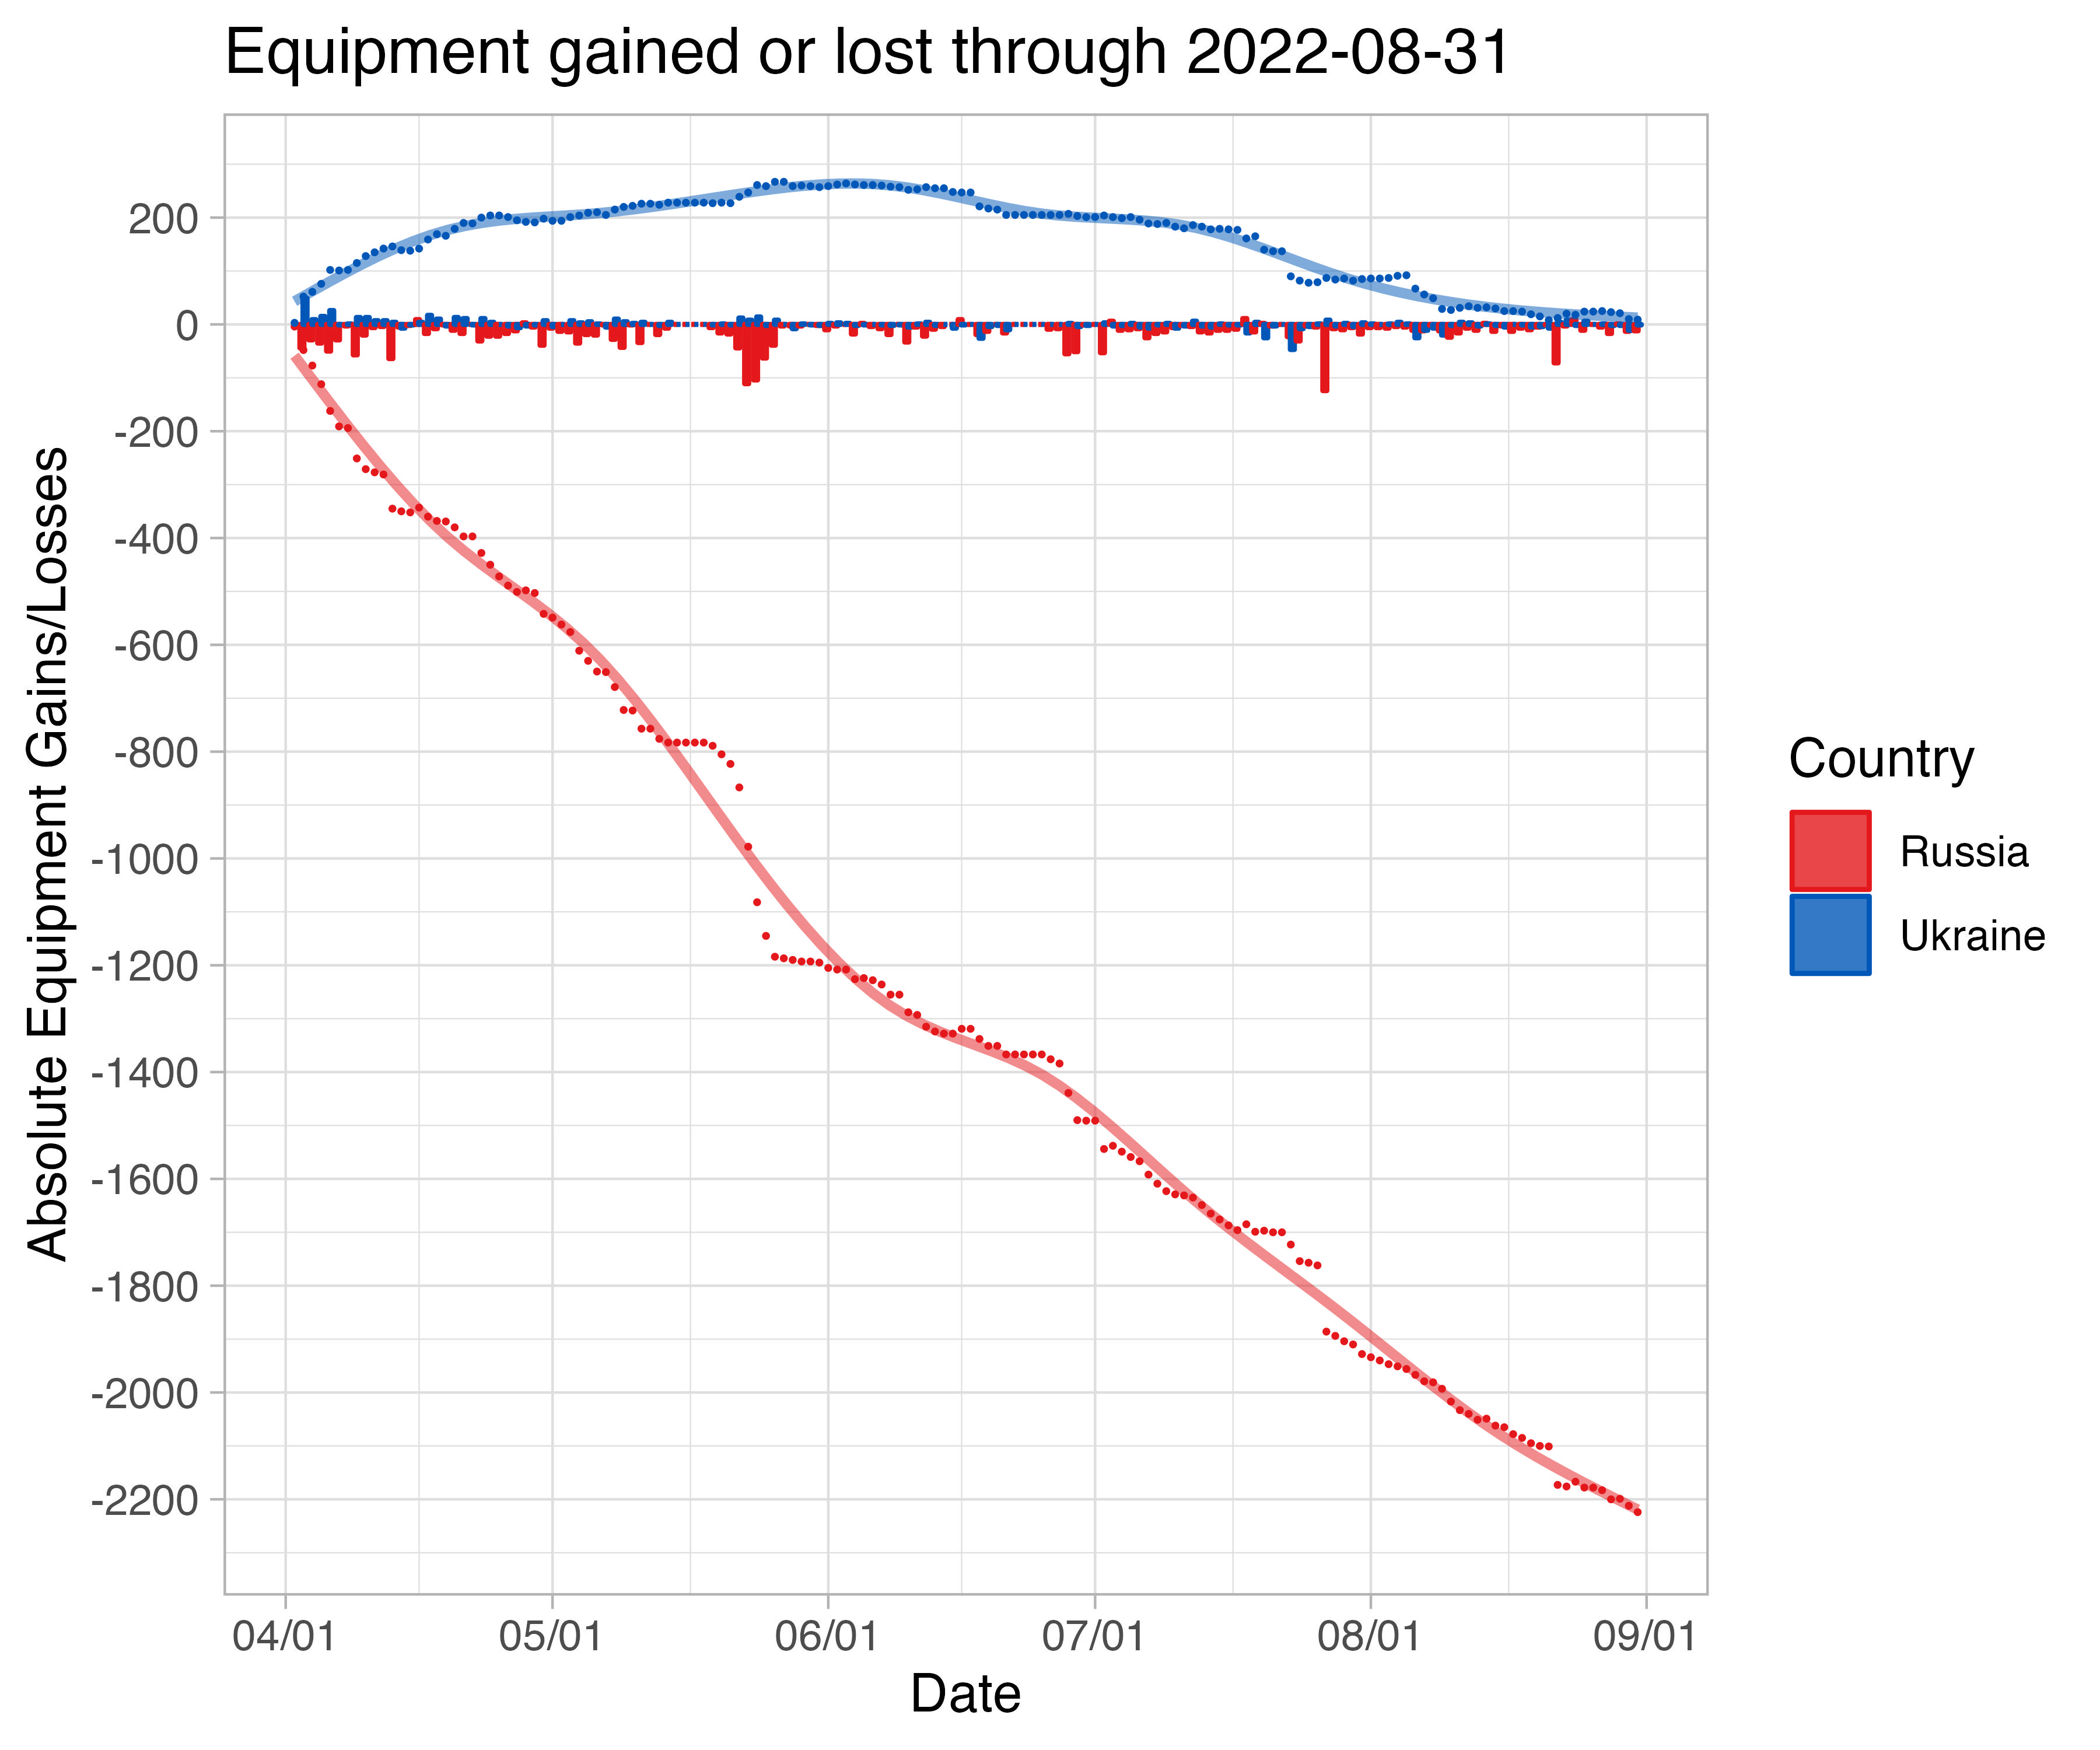 Equipment gained or lost through 2022-08-31
Absolute Equipment Gains/Losses
200
0
-200
-400
-600
-800
-1000
-1200
-1400
-1600
-1800
-2000
-2200
04/01 05/01 06/01 07/01 08/01 09/01
Date
Country
Russia
Ukraine